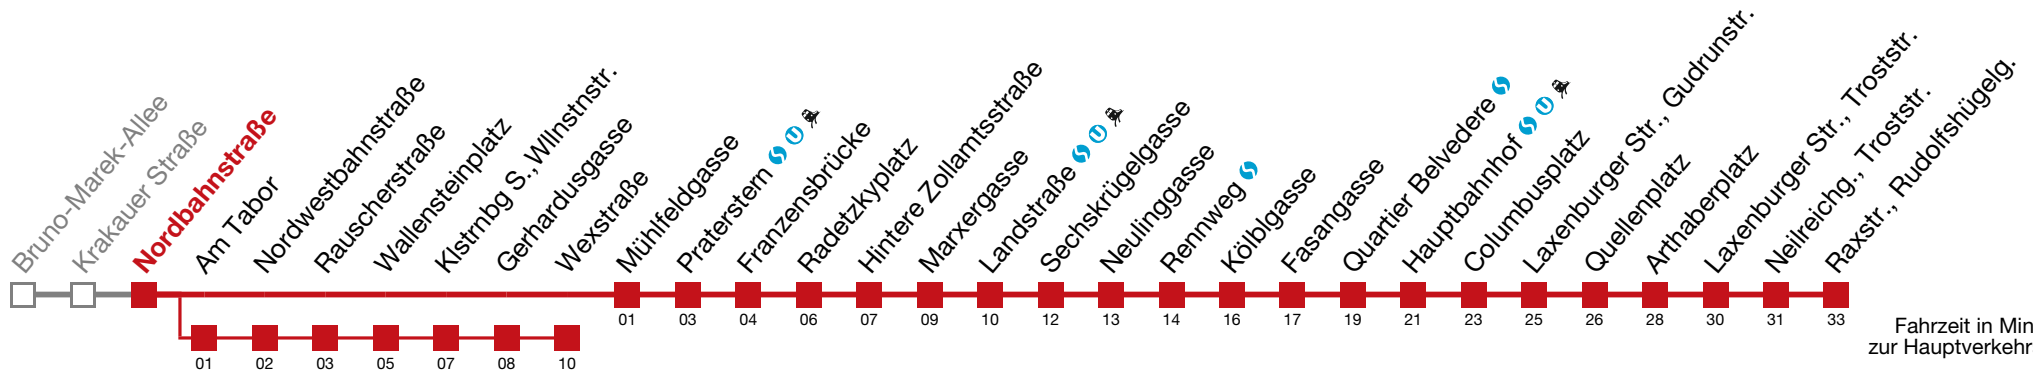 Bruno-Marek-Allee
Krakauer Straße
Nordbahnstraße
Am Tabor
Nordwestbahnstraße
Rauscherstraße
Wallensteinplatz
Klstrnbg S., Wllnstnstr.
Gerhardusgasse
Wexstraße
Mühlfeldgasse
Praterstern S U
Franzensbrücke
Radetzkyplatz
Hintere Zollamtsstraße
Marxergasse
Landstraße S U
Sechskrügelgasse
Neulinggasse
Rennweg S
Kölblgasse
Fasangasse
Quartier Belvedere S
Hauptbahnhof S U
Columbusplatz
Laxenburger Str., Gudrunstr.
Quellenplatz
Arthaberplatz
Laxenburger Str., Troststr.
Neilreichg., Troststr.
Raxstr., Rudolfshügelg.
01 03 04 06 07 09 10 12 13 14 16 17 19 21 23 25 26 28 30 31 33
01 02 03 05 07 08 10
Fahrzeit in Min
zur Hauptverkehr